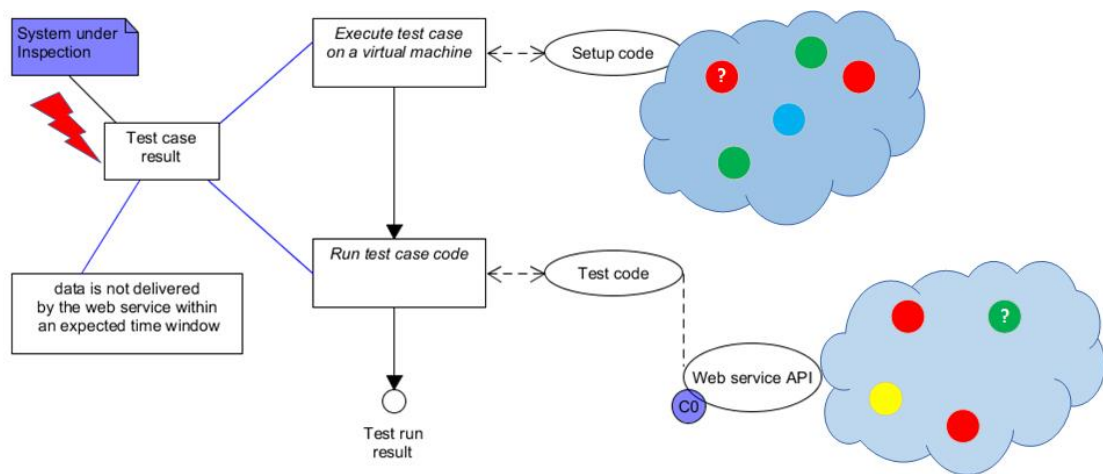 System under
Inspection
Execute test case
on a virtual machine
Setup code
?
Test case
result
Run test case code
Test code
data is not delivered
by the web service within
an expected time window
?
Web service API
C0
Test run
result